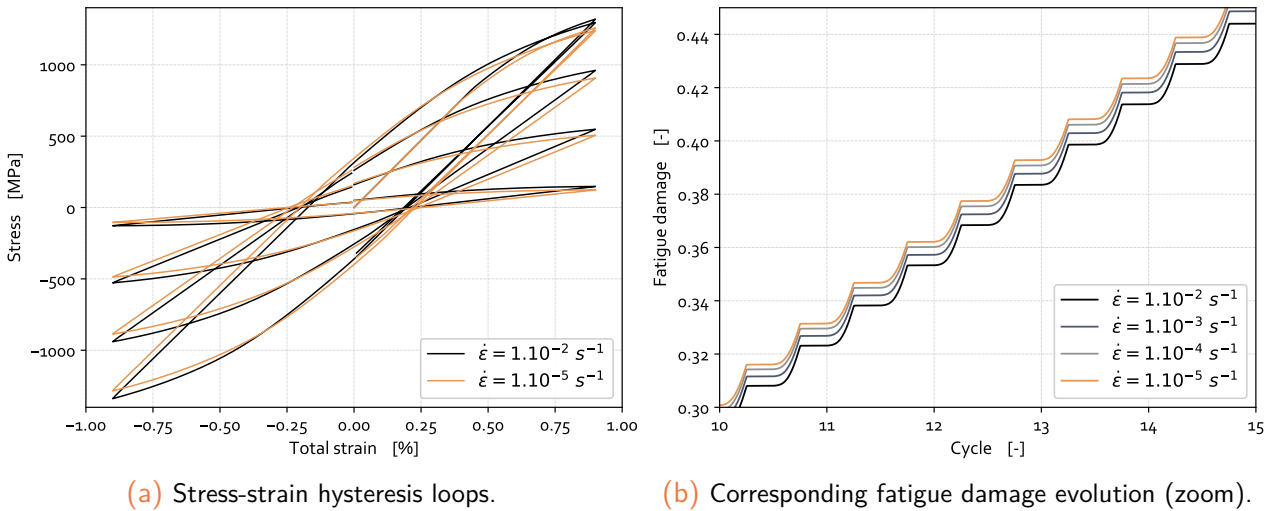 1000
500
0
−500
−1000
Stress [MPa]
−1.00 −0.75 −0.50 −0.25 0.00 0.25 0.50 0.75 1.00
Total strain [%]
ε̇ = 1.10⁻² s⁻¹
ε̇ = 1.10⁻⁵ s⁻¹
(a) Stress-strain hysteresis loops.
0.44
0.42
0.40
0.38
0.36
0.34
0.32
0.30
Fatigue damage [-]
10 11 12 13 14 15
Cycle [-]
ε̇ = 1.10⁻² s⁻¹
ε̇ = 1.10⁻³ s⁻¹
ε̇ = 1.10⁻⁴ s⁻¹
ε̇ = 1.10⁻⁵ s⁻¹
(b) Corresponding fatigue damage evolution (zoom).